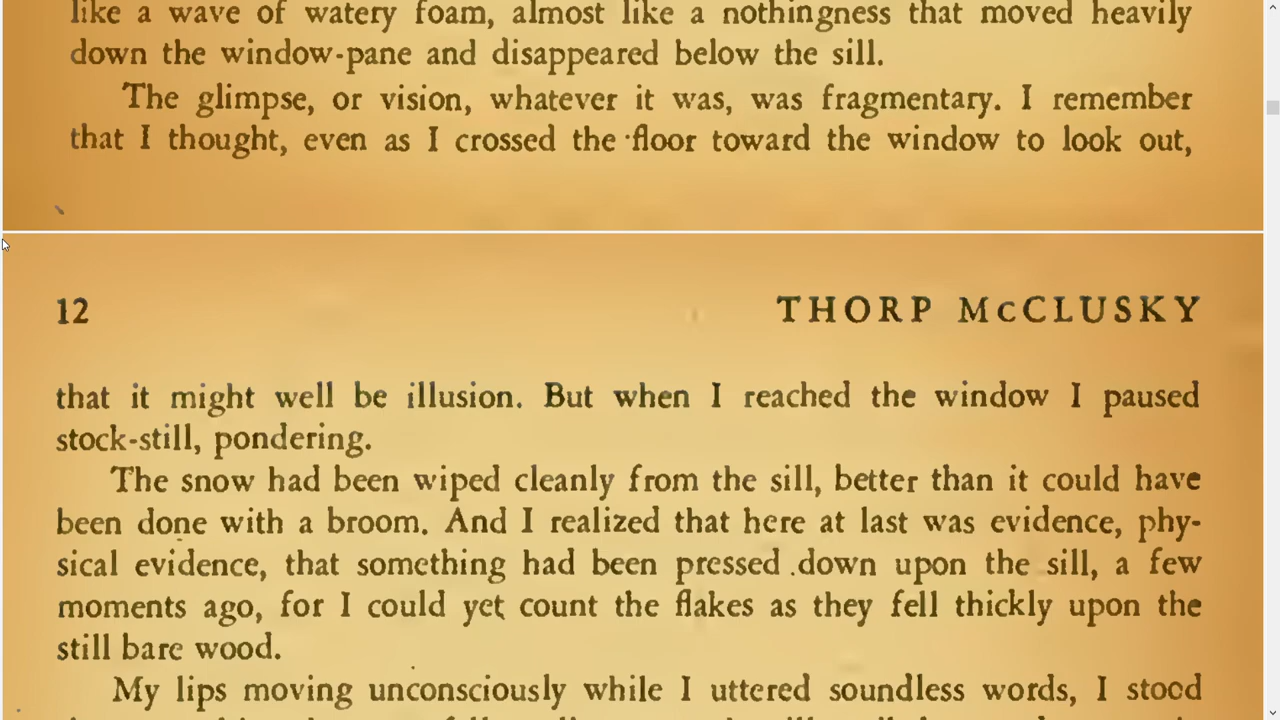 like a wave of watery foam, almost like a nothingness that moved heavily
down the window-pane and disappeared below the sill.
The glimpse, or vision, whatever it was, was fragmentary. I remember
that I thought, even as I crossed the floor toward the window to look out,
12 THORP McCLUSKY
that it might well be illusion. But when I reached the window I paused
stock-still, pondering.
The snow had been wiped cleanly from the sill, better than it could have
been done with a broom. And I realized that here at last was evidence, phy-
sical evidence, that something had been pressed down upon the sill, a few
moments ago, for I could yet count the flakes as they fell thickly upon the
still bare wood.
My lips moving unconsciously while I uttered soundless words, I stood